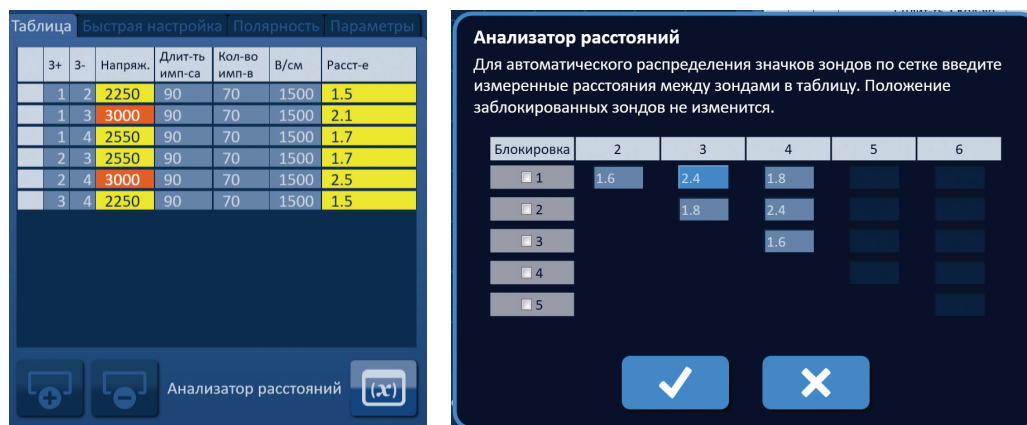 Таблица Быстрая настройка Полярность Параметры
З+ З- Напряж. Длит-ть имп-са Кол-во имп-в В/см Расст-е
1 2 2250 90 70 1500 1.5
1 3 3000 90 70 1500 2.1
1 4 2550 90 70 1500 1.7
2 3 2550 90 70 1500 1.7
2 4 3000 90 70 1500 2.5
3 4 2250 90 70 1500 1.5
Анализатор расстояний (x)
Анализатор расстояний
Для автоматического распределения значков зондов по сетке введите
измеренные расстояния между зондами в таблицу. Положение
заблокированных зондов не изменится.
Блокировка 2 3 4 5 6
1 1.6 2.4 1.8
2 1.8 2.4
3 1.6
4
5